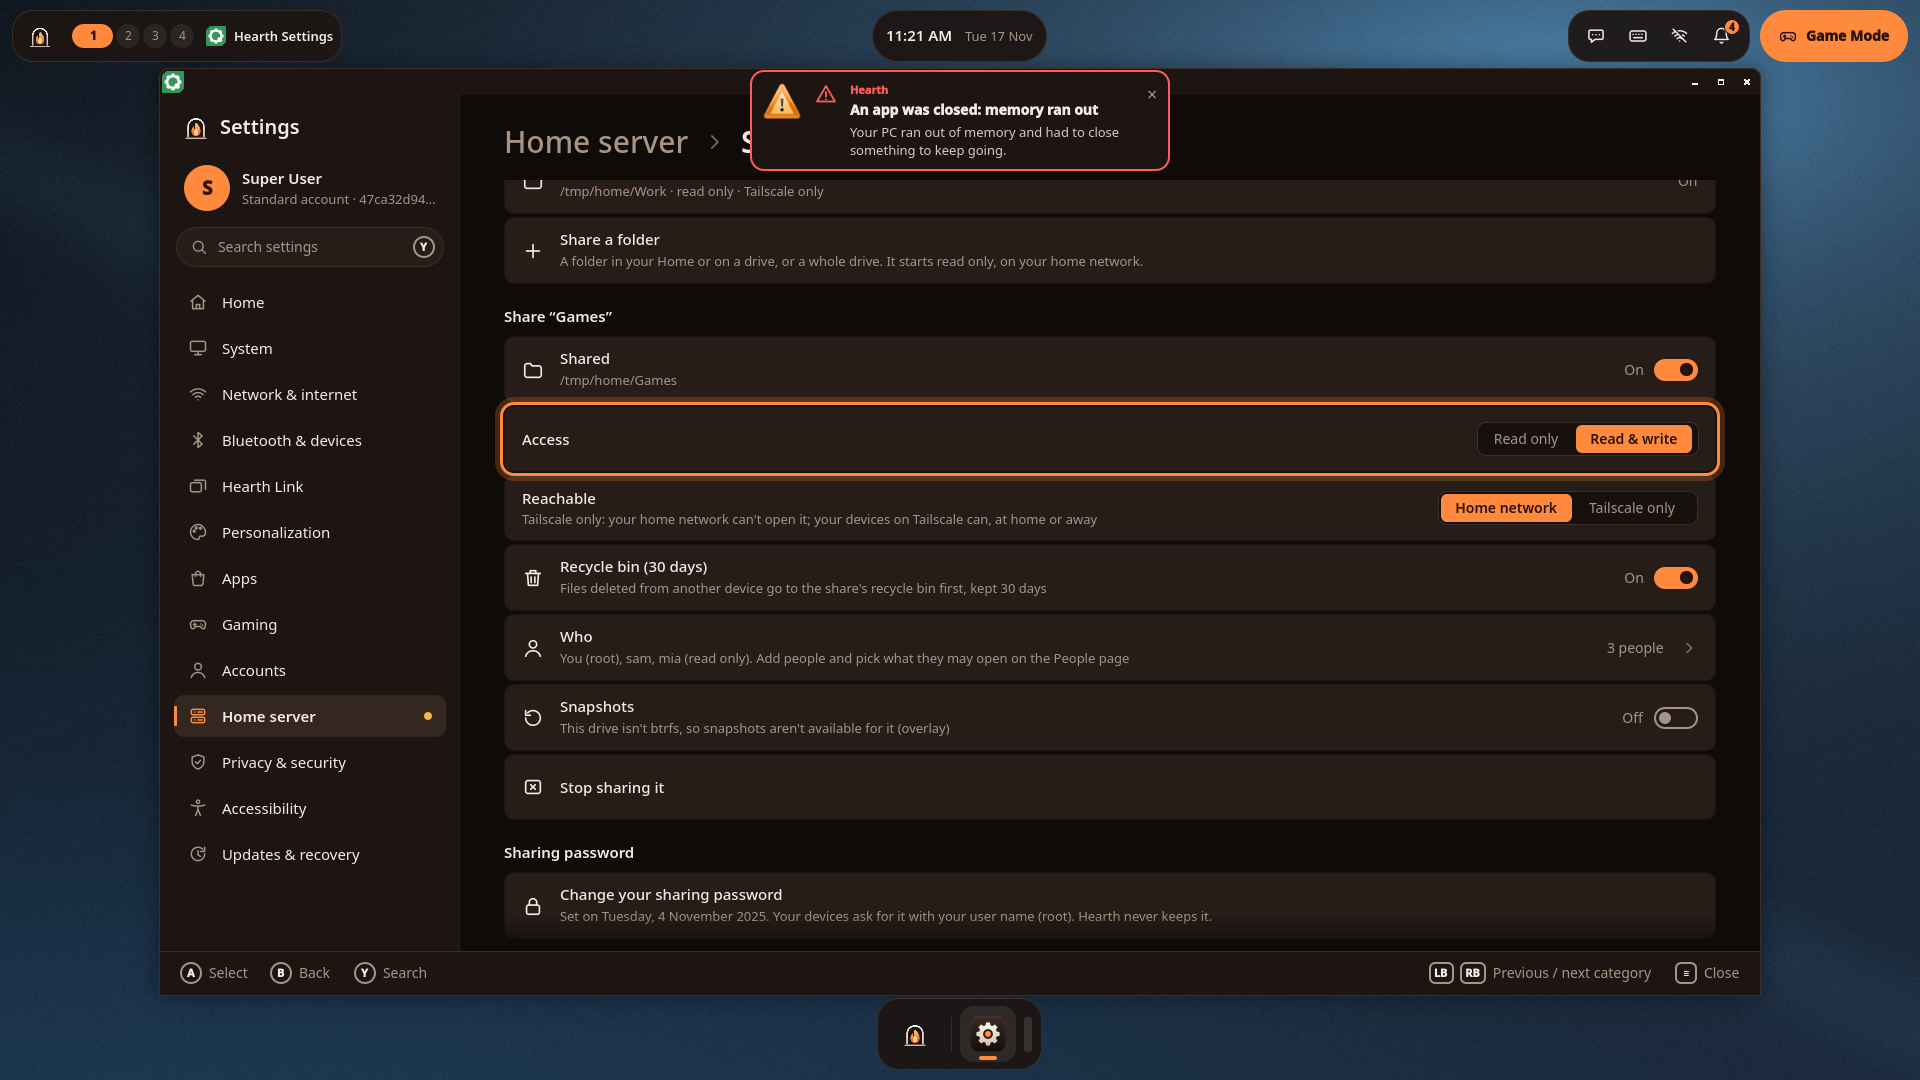 1 2 3 4 Hearth Settings
11:21 AM Tue 17 Nov
4
Game Mode
Hearth
An app was closed: memory ran out
Your PC ran out of memory and had to close
something to keep going.
Settings
S
Super User
Standard account · 47ca32d94...
Search settings Y
Home
System
Network & internet
Bluetooth & devices
Hearth Link
Personalization
Apps
Gaming
Accounts
Home server
Privacy & security
Accessibility
Updates & recovery
Home server
/tmp/home/Work · read only · Tailscale only
On
Share a folder
A folder in your Home or on a drive, or a whole drive. It starts read only, on your home network.
Share “Games”
Shared
/tmp/home/Games
On
Access
Read only Read & write
Reachable
Tailscale only: your home network can't open it; your devices on Tailscale can, at home or away
Home network Tailscale only
Recycle bin (30 days)
Files deleted from another device go to the share's recycle bin first, kept 30 days
On
Who
You (root), sam, mia (read only). Add people and pick what they may open on the People page
3 people
Snapshots
This drive isn't btrfs, so snapshots aren't available for it (overlay)
Off
Stop sharing it
Sharing password
Change your sharing password
Set on Tuesday, 4 November 2025. Your devices ask for it with your user name (root). Hearth never keeps it.
A Select B Back Y Search
LB RB Previous / next category Close